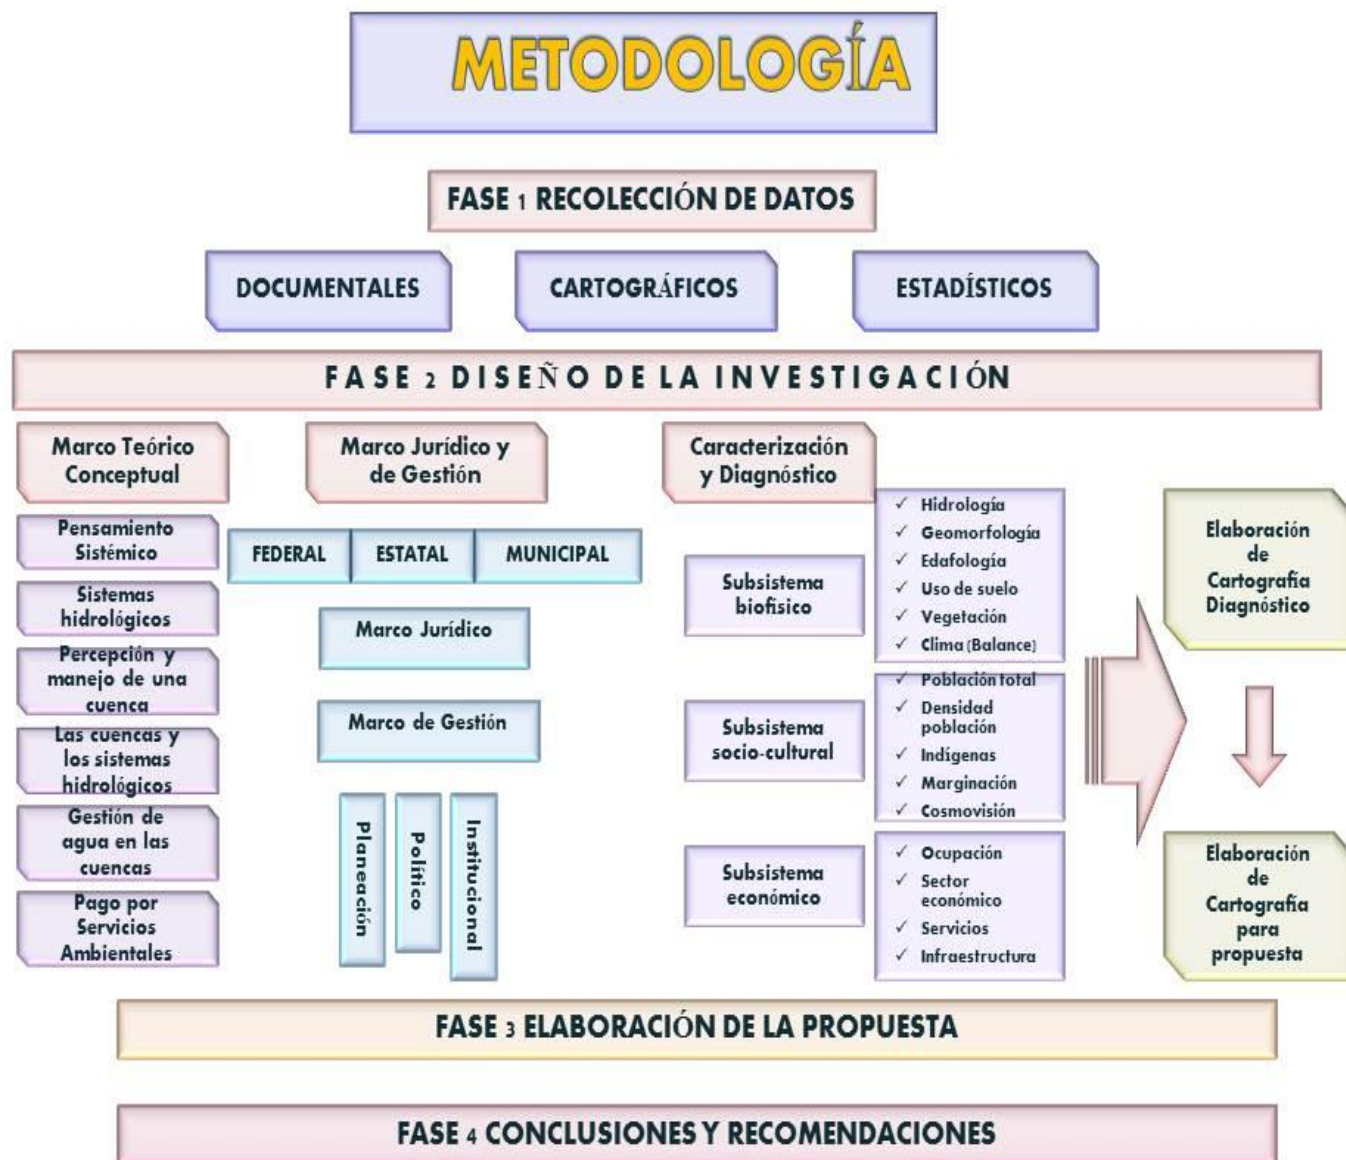 METODOLOGÍA
FASE 1 RECOLECCIÓN DE DATOS
DOCUMENTALES
CARTOGRÁFICOS
ESTADÍSTICOS
FASE 2 DISEÑO DE LA INVESTIGACIÓN
Marco Teórico
Conceptual
Pensamiento
Sistémico
Sistemas
hidrológicos
Percepción y
manejo de una
cuenca
Las cuencas y
los sistemas
hidrológicos
Gestión de
agua en las
cuencas
Pago por
Servicios
Ambientales
Marco Jurídico y
de Gestión
FEDERAL
ESTATAL
MUNICIPAL
Marco Jurídico
Marco de Gestión
Planeación
Político
Institucional
Caracterización
y Diagnóstico
Subsistema
biofísico
✓ Hidrología
✓ Geomorfología
✓ Edafología
✓ Uso de suelo
✓ Vegetación
✓ Clima (Balance)
Subsistema
socio-cultural
✓ Población total
✓ Densidad
población
✓ Indígenas
✓ Marginación
✓ Cosmovisión
Subsistema
económico
✓ Ocupación
✓ Sector
económico
✓ Servicios
✓ Infraestructura
Elaboración
de
Cartografía
Diagnóstico
Elaboración
de
Cartografía
para
propuesta
FASE 3 ELABORACIÓN DE LA PROPUESTA
FASE 4 CONCLUSIONES Y RECOMENDACIONES